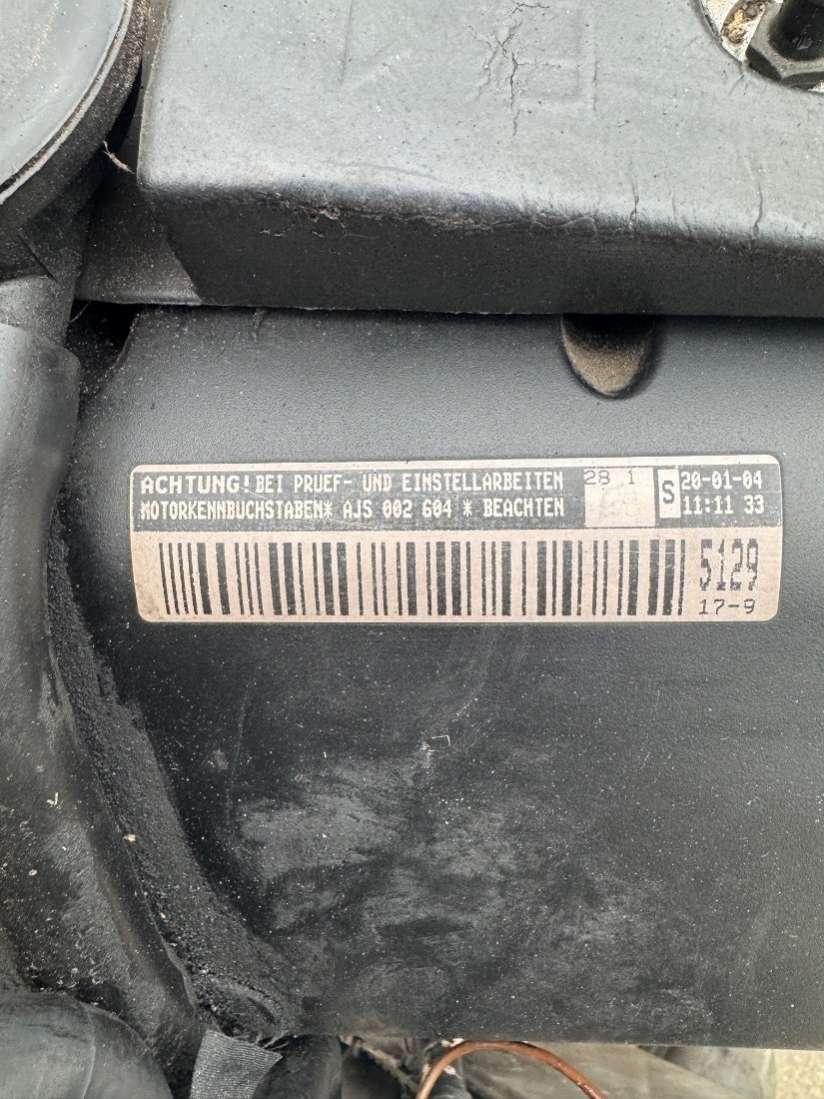 ACHTUNG! BEI PRUEF- UND EINSTELLARBEITEN
MOTORKENNBUCHSTABEN* AJS 002 604 * BEACHTEN
28 1
S
20-01-04
11:11 33
5129
17-9